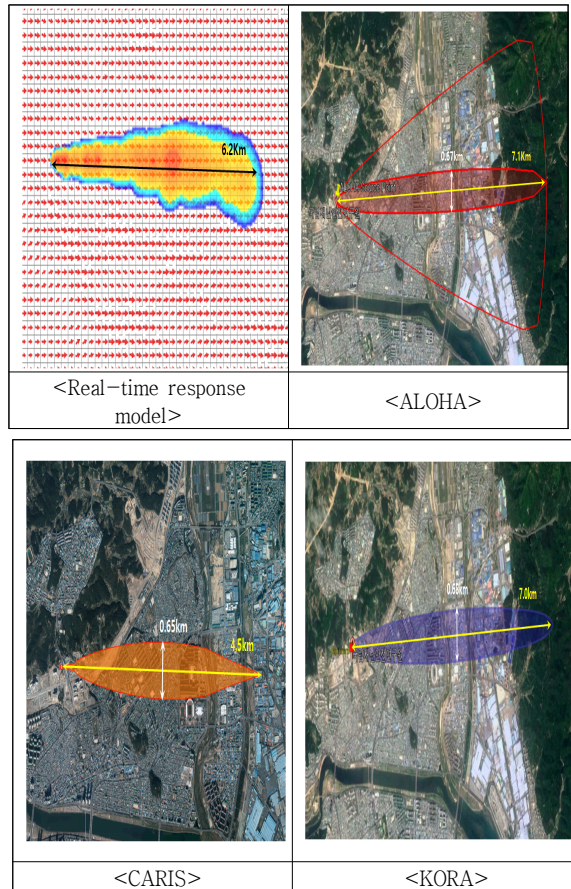 6.2Km
0.67km
7.1km
<Real-time response
model>
<ALOHA>
0.65km
4.5km
0.68km
7.0km
<CARIS>
<KORA>